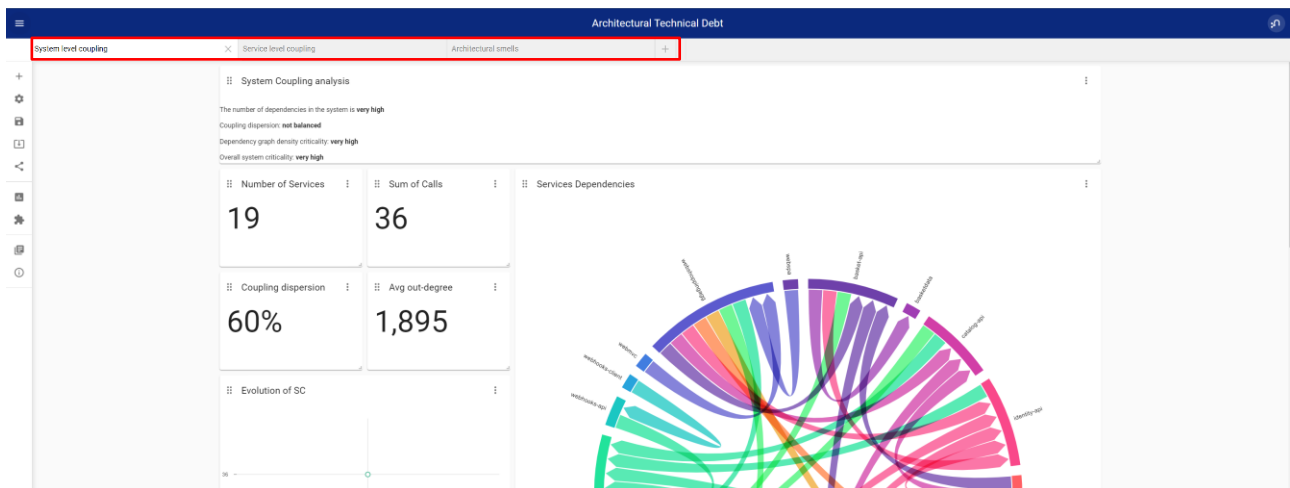 Architectural Technical Debt
System level coupling
Service level coupling
Architectural smells
System Coupling analysis
The number of dependencies in the system is very high
Coupling dispersion: not balanced
Dependency graph density criticality: very high
Overall system criticality: very high
Number of Services
19
Sum of Calls
36
Services Dependencies
Coupling dispersion
60%
Avg out-degree
1,895
Evolution of SC
36
webhooks-api
webhooks-client
webmvc
webshoppingagg
webspa
basket-api
basketdata
catalog-api
identity-api